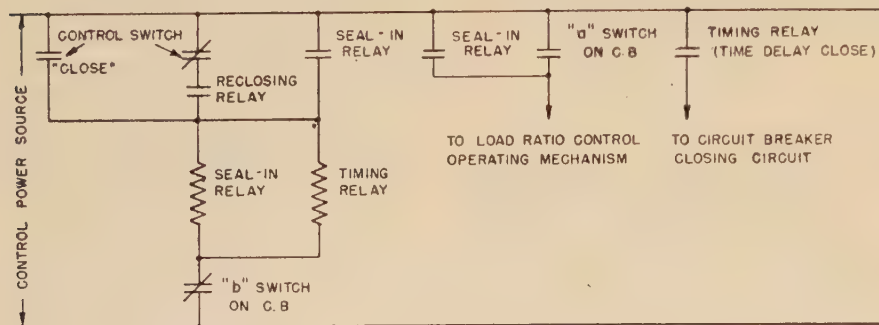 CONTROL POWER SOURCE
CONTROL SWITCH
"CLOSE"
RECLOSING
RELAY
SEAL-IN
RELAY
SEAL-IN
RELAY
"a" SWITCH
ON C.B
TIMING RELAY
(TIME DELAY CLOSE)
TO LOAD RATIO CONTROL
OPERATING MECHANISM
TO CIRCUIT BREAKER
CLOSING CIRCUIT
SEAL-IN
RELAY
TIMING
RELAY
"b" SWITCH
ON C.B